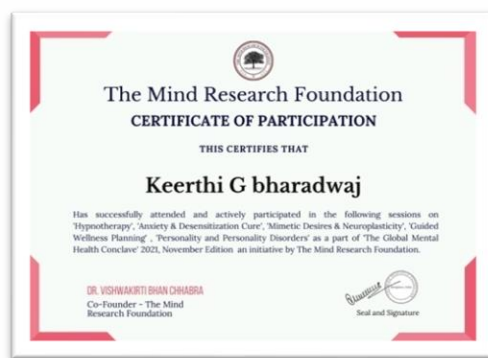 The Mind Research Foundation
CERTIFICATE OF PARTICIPATION
THIS CERTIFIES THAT
Keerthi G bharadwaj
Has successfully attended and actively participated in the following sessions on
'Hypnotherapy', 'Anxiety & Desensitization Cure', 'Mimetic Desires & Neuroplasticity', 'Guided
Wellness Planning' , 'Personality and Personality Disorders' as a part of 'The Global Mental
Health Conclave' 2021, November Edition an initiative by The Mind Research Foundation.
DR. VISHWAKIRTI BHAN CHHABRA
Co-Founder - The Mind
Research Foundation
Seal and Signature